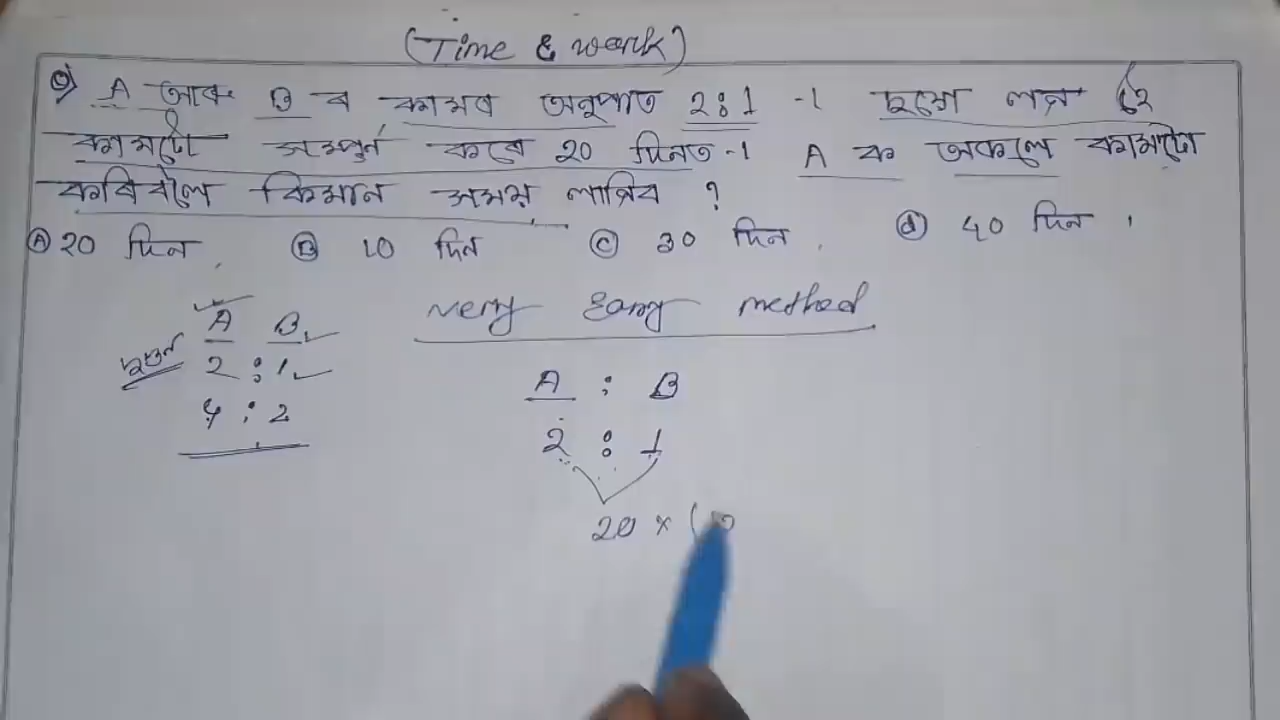 (Time & work)
Q) A আৰু B ৰ কামৰ অনুপাত 2:1 ।
কামটো সম্পূৰ্ণ কৰে 20 দিনত । A ক অকলে কামটো
কৰিবলৈ কিমান সময় লাগিব ?
Ⓐ 20 দিন Ⓑ 10 দিন Ⓒ 30 দিন ⓓ 40 দিন
Very Easy method
A B
2 : 1
4 : 2
A : B
2 : 1
20 × (